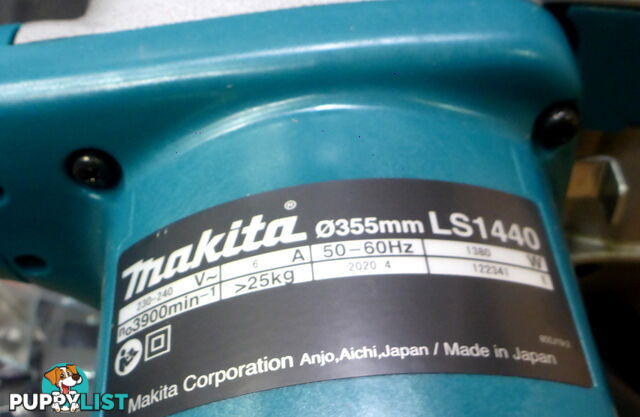 makita® Ø355mm LS1440
230-240 V~ 6 A 50-60Hz 1380 W
n₀3900min⁻¹ >25kg 2020 4 122341
Makita Corporation Anjo,Aichi,Japan / Made in Japan
PUPPYLIST